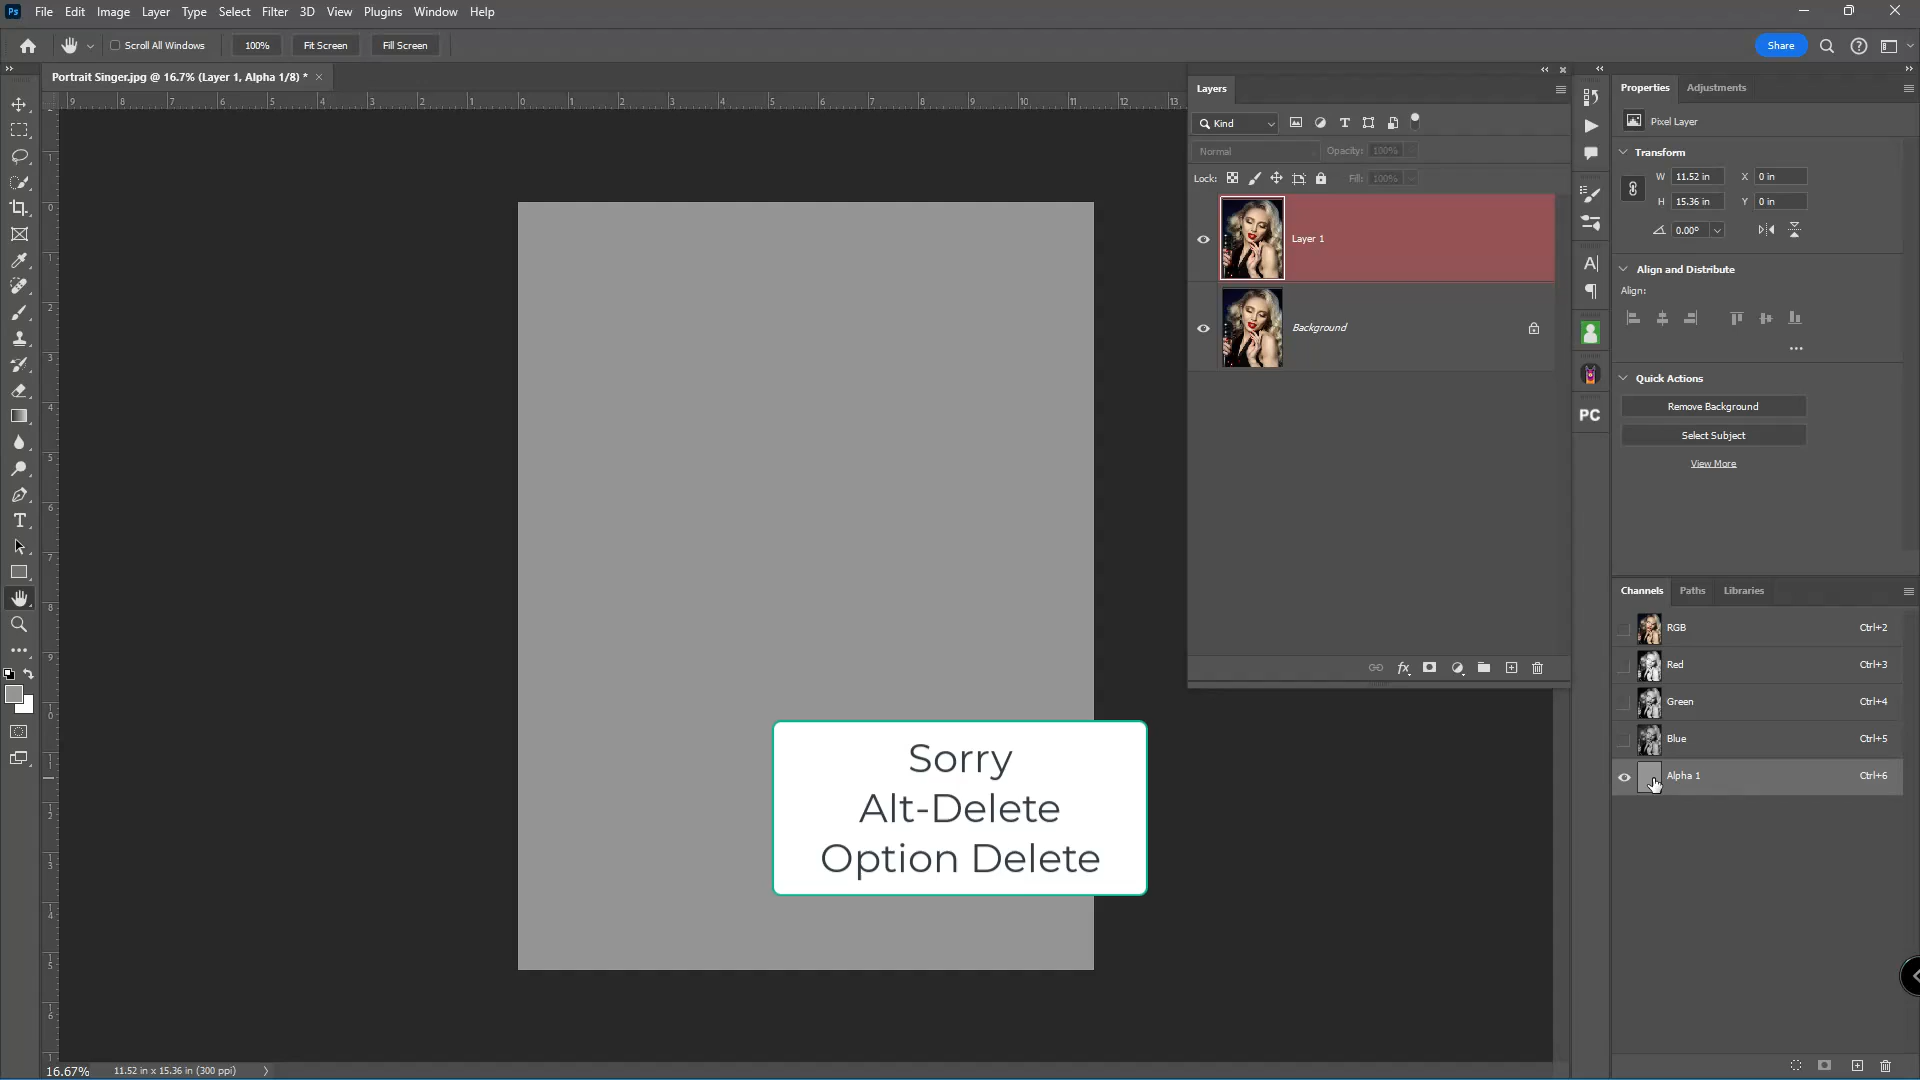 Ps File Edit Image Layer Type Select Filter 3D View Plugins Window Help
Scroll All Windows 100% Fit Screen Fill Screen Share
Portrait Singer.jpg @ 16.7% (Layer 1, Alpha 1/8) * ×
Layers
Kind
Normal Opacity: 100%
Lock: Fill: 100%
Layer 1
Background
Properties Adjustments
Pixel Layer
Transform
W 11.52 in X 0 in
H 15.36 in Y 0 in
0.00°
Align and Distribute
Align:
Quick Actions
Remove Background
Select Subject
View More
PC
Channels Paths Libraries
RGB Ctrl+2
Red Ctrl+3
Green Ctrl+4
Blue Ctrl+5
Alpha 1 Ctrl+6
Sorry
Alt-Delete
Option Delete
16.67% 11.52 in x 15.36 in (300 ppi)